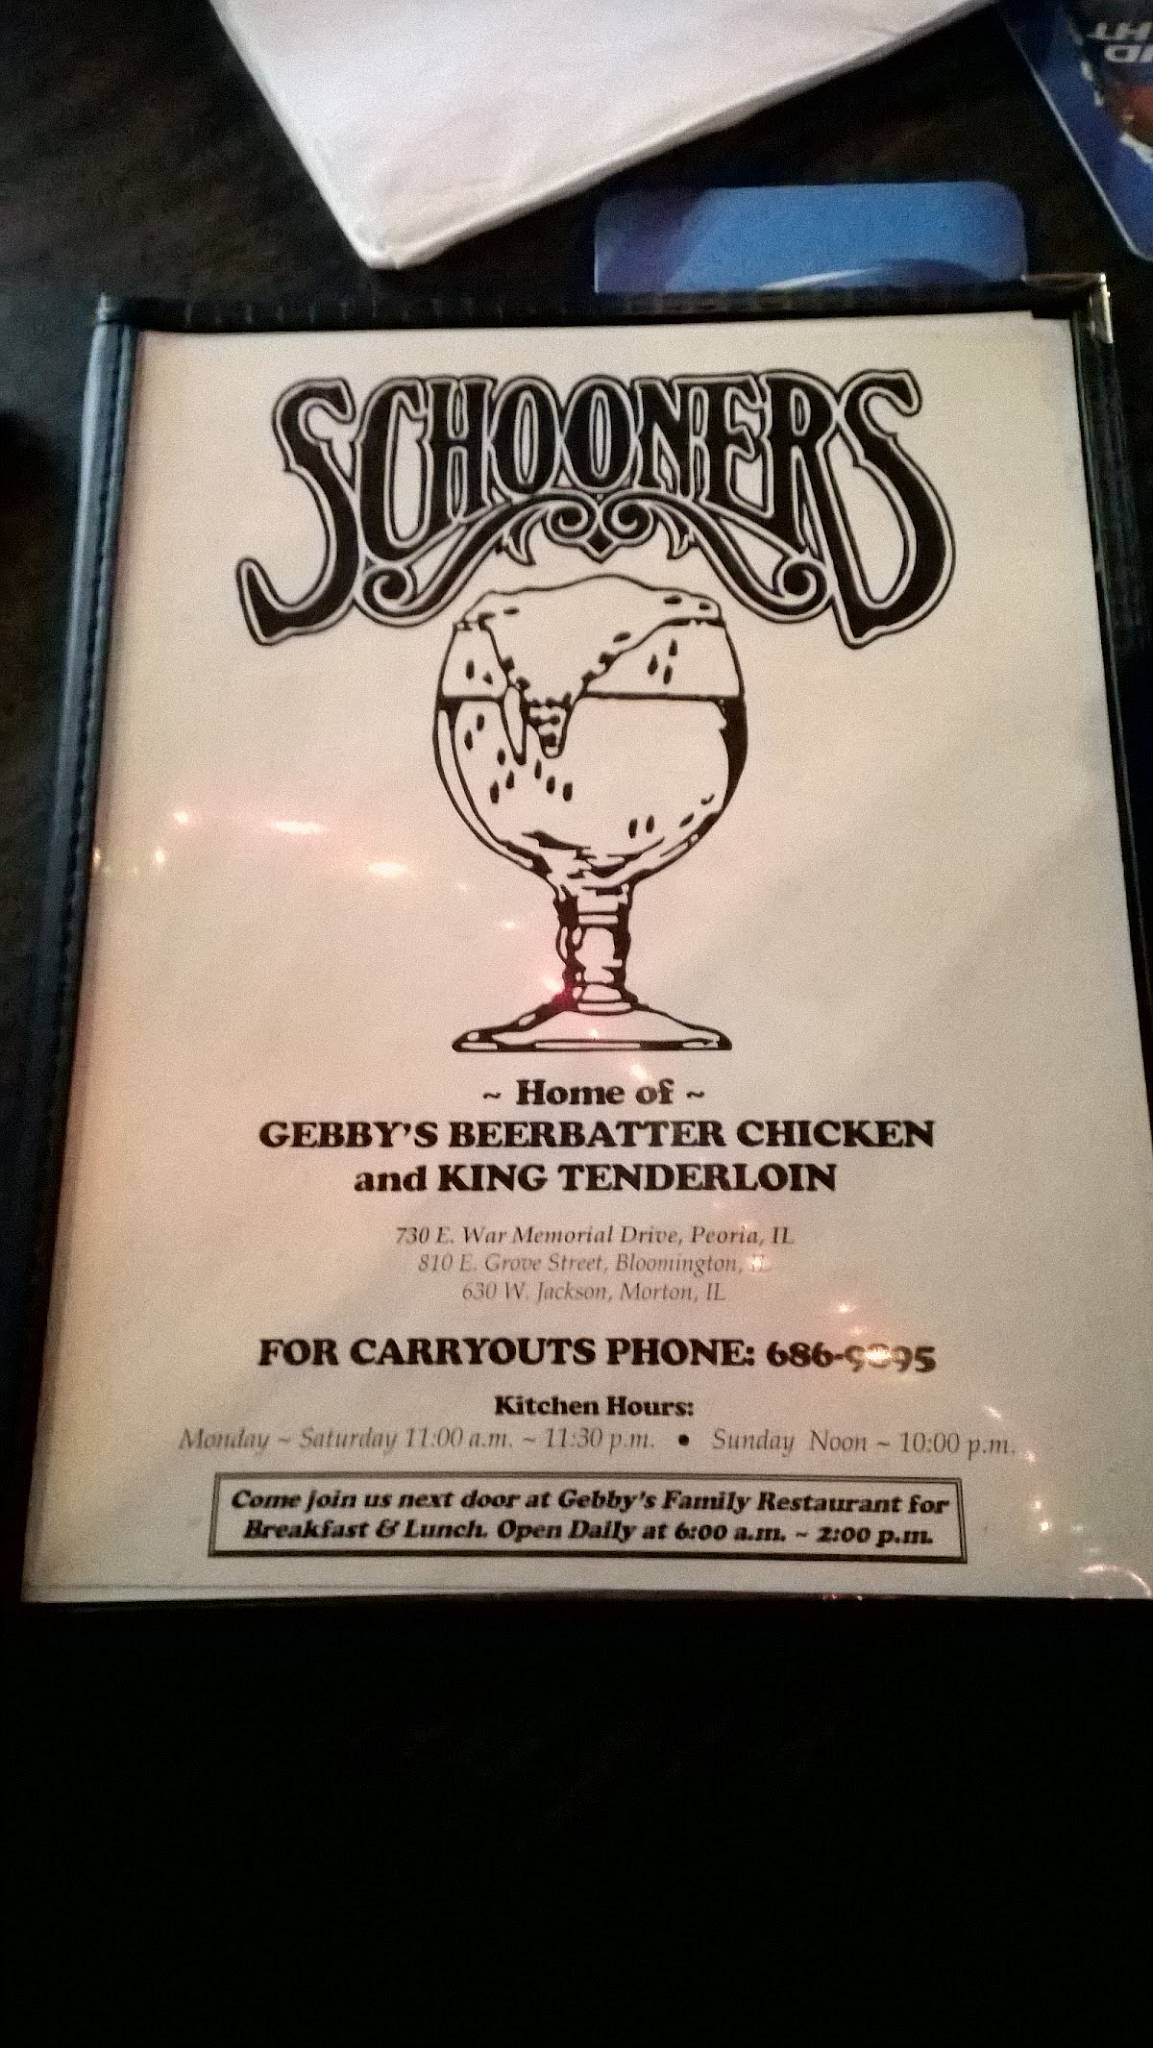 SCHOONERS
~ Home of ~
GEBBY'S BEERBATTER CHICKEN
and KING TENDERLOIN
730 E. War Memorial Drive, Peoria, IL
810 E. Grove Street, Bloomington, IL
630 W. Jackson, Morton, IL
FOR CARRYOUTS PHONE:
Kitchen Hours:
Monday ~ Saturday 11:00 a.m. ~ 11:30 p.m. • Sunday Noon ~ 10:00 p.m.
Come join us next door at Gebby's Family Restaurant for
Breakfast & Lunch. Open Daily at 6:00 a.m. ~ 2:00 p.m.